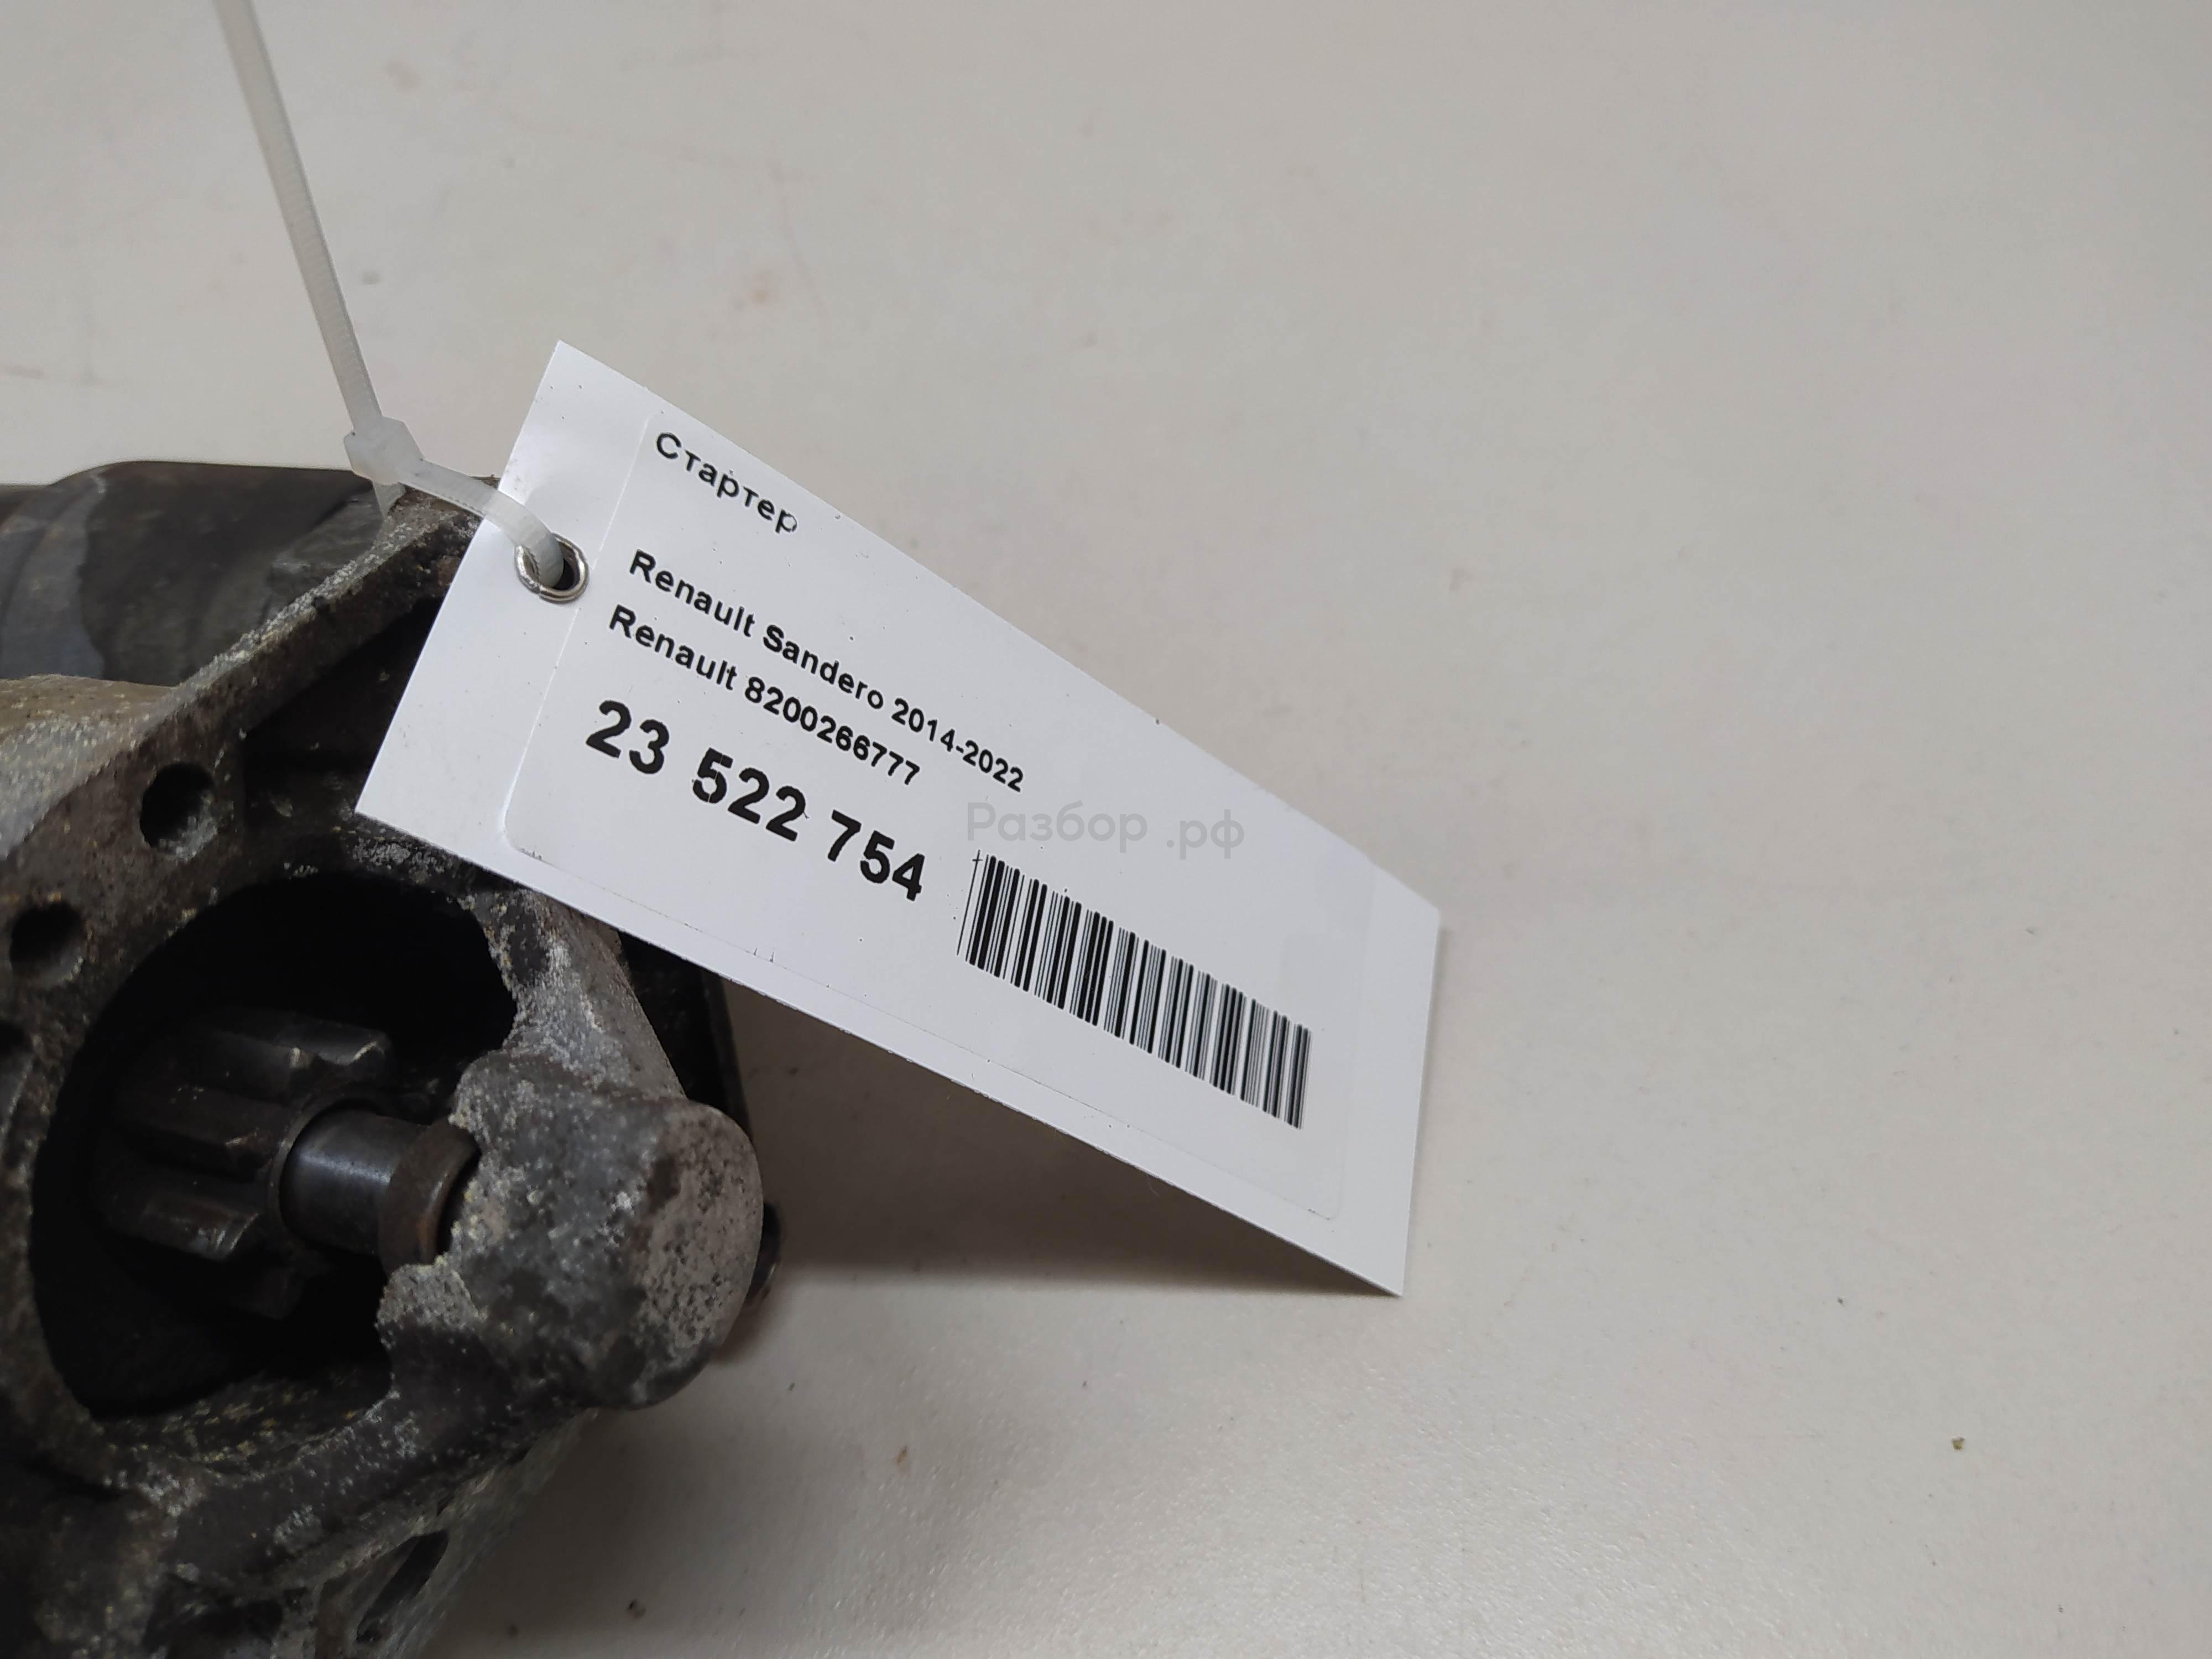 Стартер
Renault Sandero 2014-2022
Renault 8200266777
23 522 754
Разбор.рф